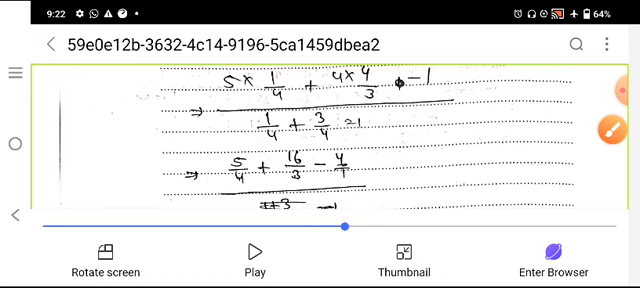 9:22 64%
59e0e12b-3632-4c14-9196-5ca1459dbea2
5 × 1/4 + 4 × 4/3 - 1
⇒ 1/4 + 3/4 = 1
⇒ 5/4 + 16/3 - 4/1
Rotate screen Play Thumbnail Enter Browser